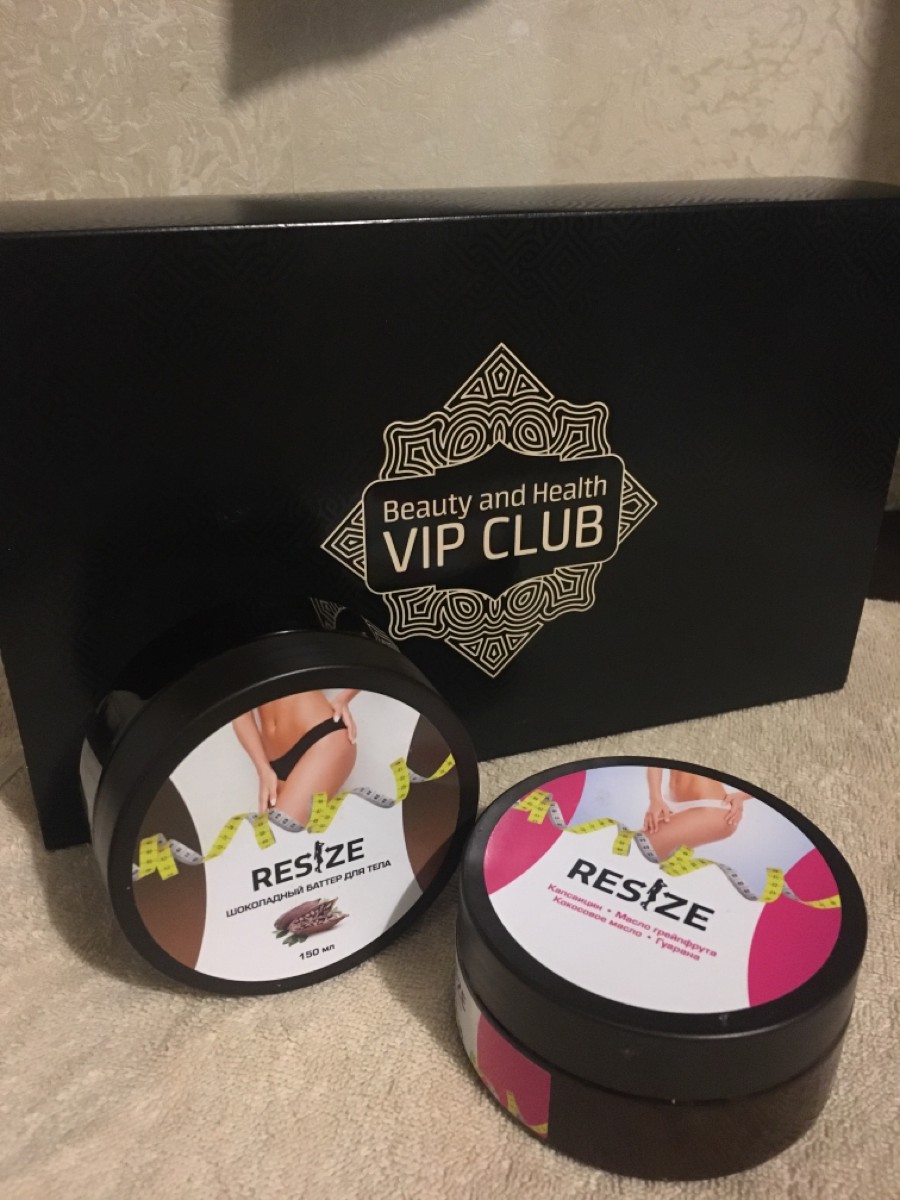 Beauty and Health
VIP CLUB
RESIZE
ШОКОЛАДНЫЙ БАТТЕР ДЛЯ ТЕЛА
150 мл
RESIZE
Капсаицин • Масло грейпфрута
Кокосовое масло • Гуарана